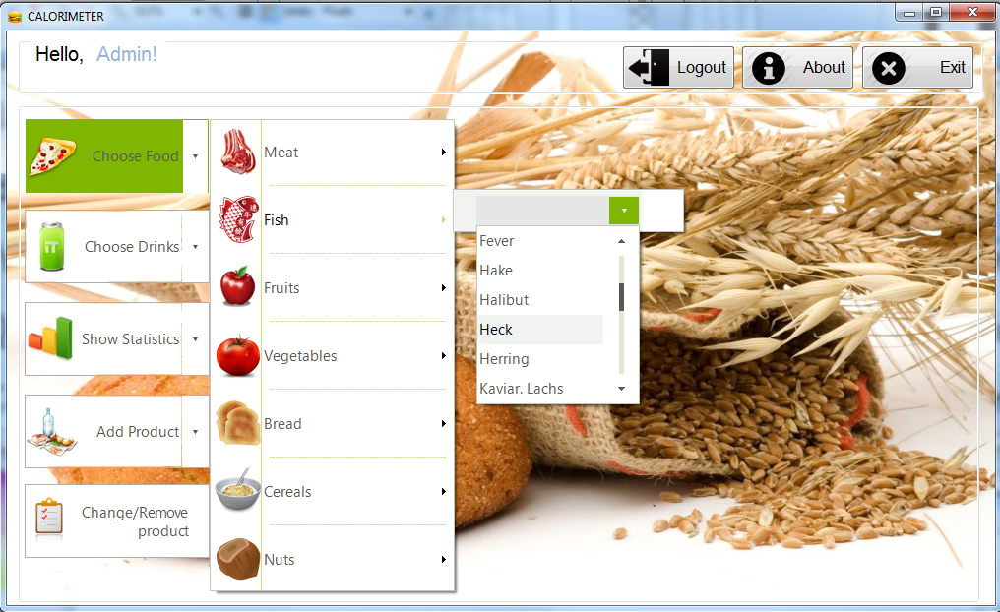 CALORIMETER
Hello, Admin!
Logout
About
Exit
Choose Food
Choose Drinks
Show Statistics
Add Product
Change/Remove
product
Meat
Fish
Fruits
Vegetables
Bread
Cereals
Nuts
Fever
Hake
Halibut
Heck
Herring
Kaviar. Lachs